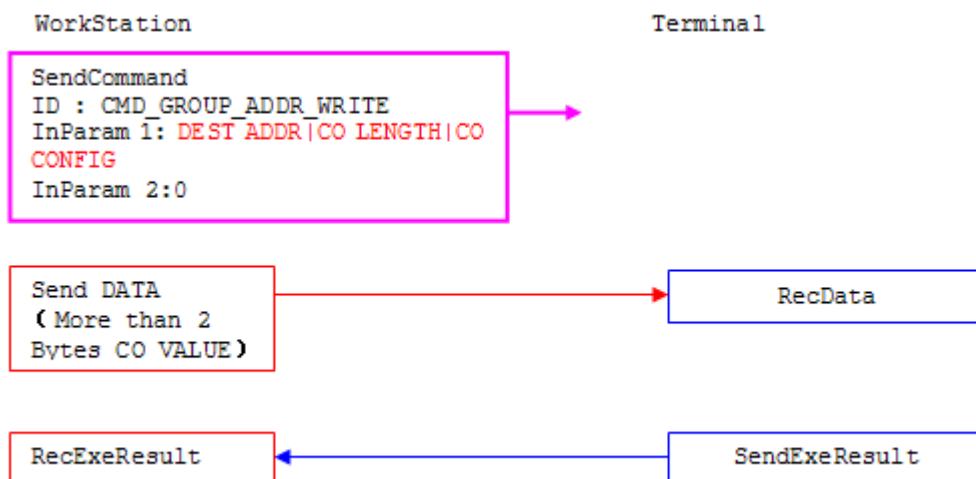 WorkStation
Terminal
SendCommand
ID : CMD_GROUP_ADDR_WRITE
InParam 1: DEST ADDR|CO LENGTH|CO
CONFIG
InParam 2:0
Send DATA
(More than 2
Bytes CO VALUE)
RecData
RecExeResult
SendExeResult